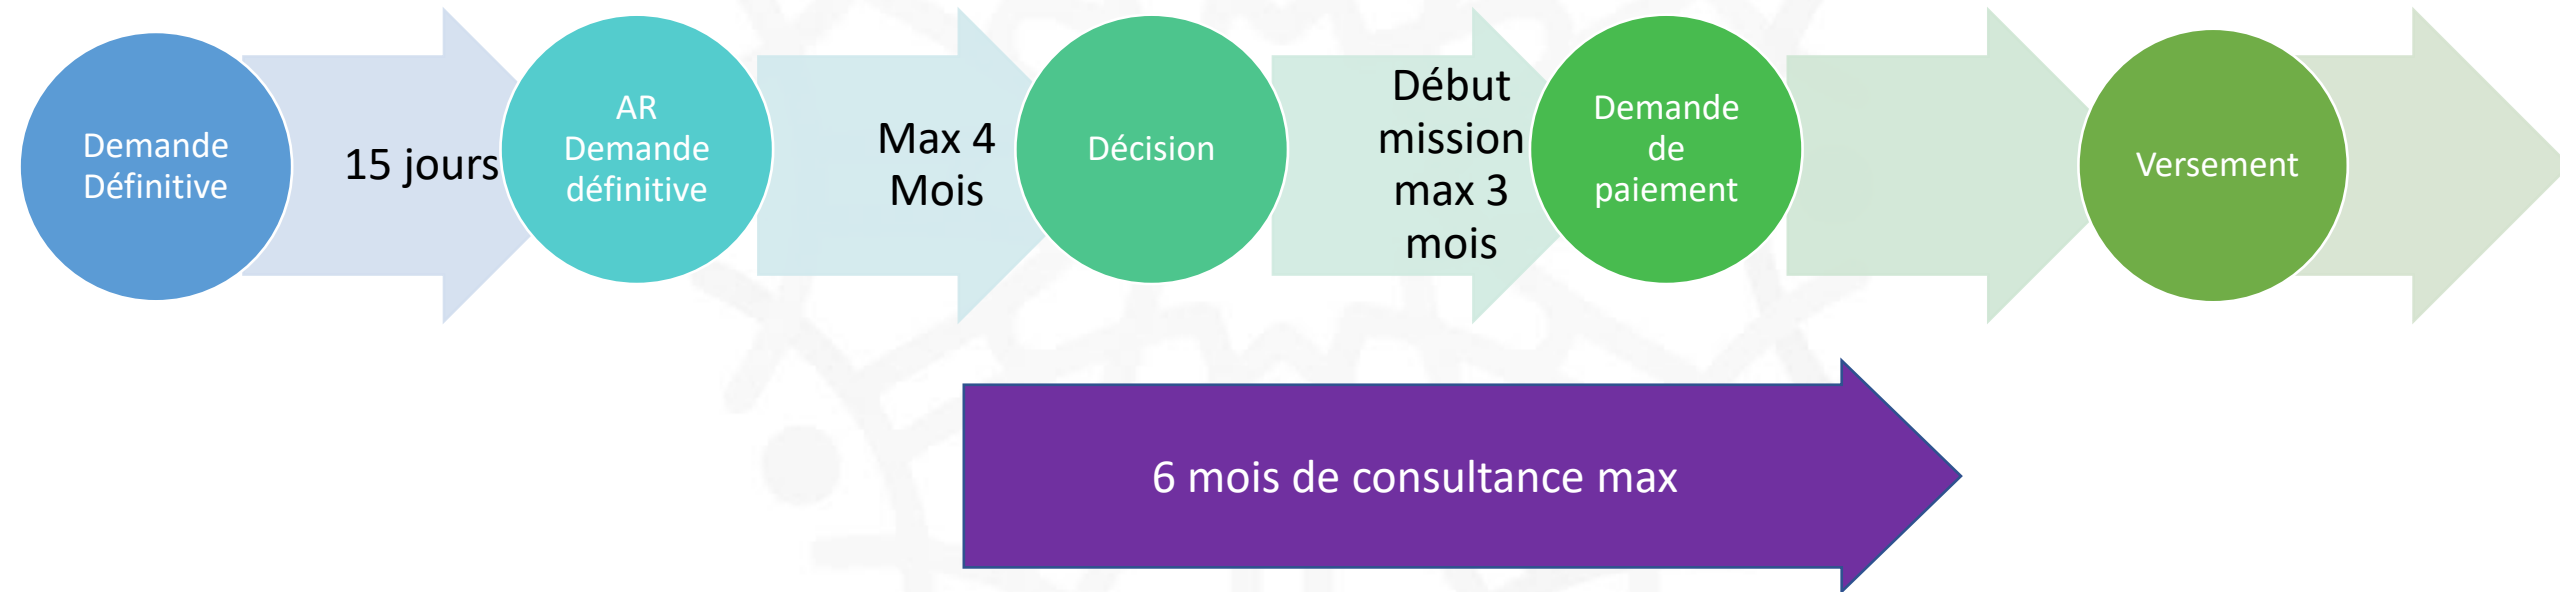 Demande
Définitive
15 jours
AR
Demande
définitive
Max 4
Mois
Décision
Début
mission
max 3
mois
Demande
de
paiement
Versement
6 mois de consultance max